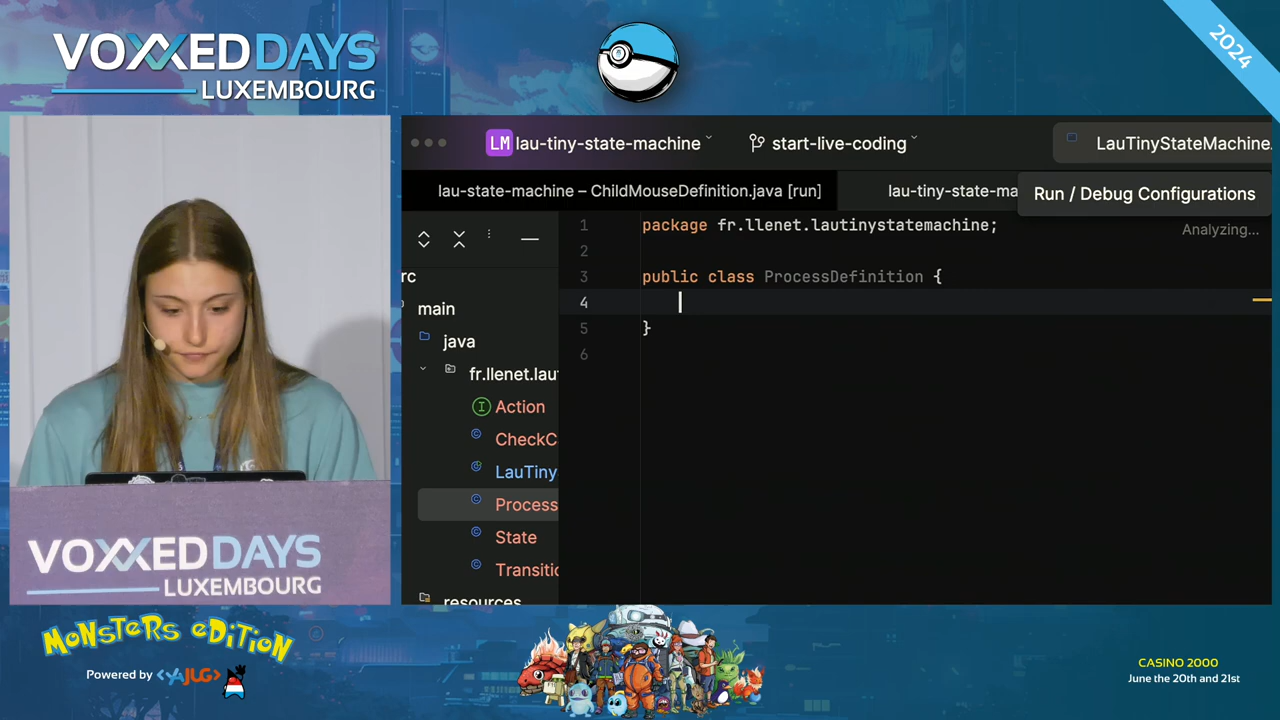 VOXXED DAYS
LUXEMBOURG
2024
LM lau-tiny-state-machine
start-live-coding
LauTinyStateMachine
lau-state-machine – ChildMouseDefinition.java [run]
lau-tiny-state-ma
Run / Debug Configurations
Analyzing...
rc
main
java
fr.llenet.lau
Action
CheckC
LauTiny
Process
State
Transitio
resources
1 package fr.llenet.lautinystatemachine;
2
3 public class ProcessDefinition {
4
5 }
6
VOXXED DAYS
LUXEMBOURG
MONSTERS EDITION
Powered by <YAJUG>
CASINO 2000
June the 20th and 21st